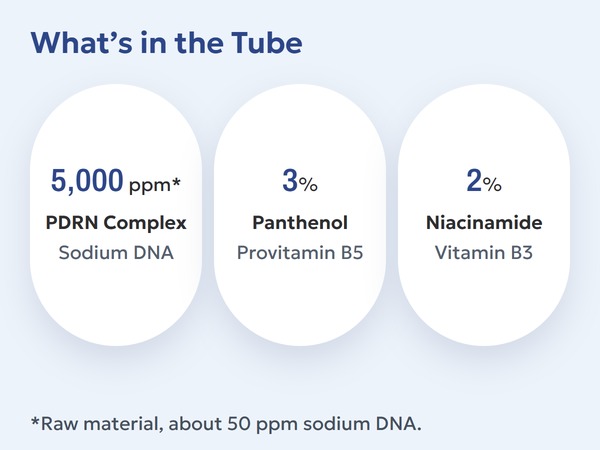 What's in the Tube
5,000 ppm*
PDRN Complex
Sodium DNA
3%
Panthenol
Provitamin B5
2%
Niacinamide
Vitamin B3
*Raw material, about 50 ppm sodium DNA.